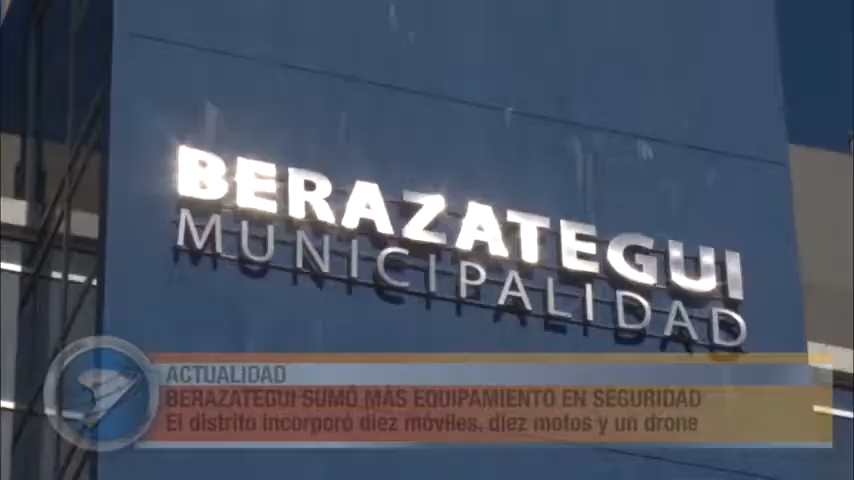 BERAZATEGUI
MUNICIPALIDAD
ACTUALIDAD
BERAZATEGUI SUMÓ MÁS EQUIPAMIENTO EN SEGURIDAD
El distrito incorporó diez móviles, diez motos y un drone